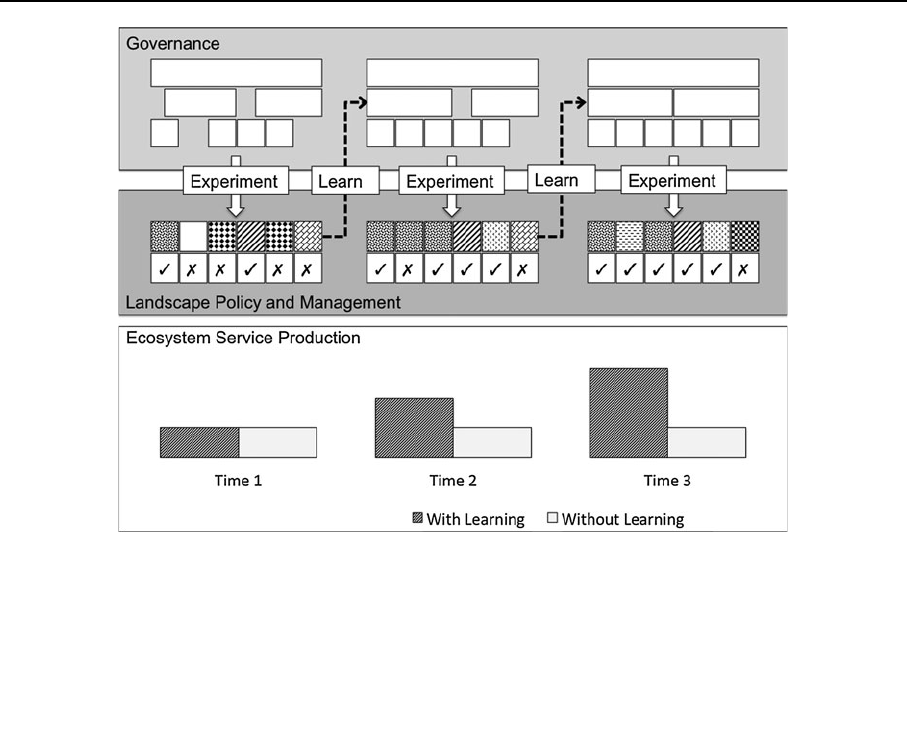 Governance
Experiment
Learn
Experiment
Learn
Experiment
✓ ✗ ✗ ✓ ✗ ✗
✓ ✗ ✓ ✓ ✓ ✗
✓ ✓ ✓ ✓ ✓ ✗
Landscape Policy and Management
Ecosystem Service Production
Time 1
Time 2
Time 3
With Learning
Without Learning